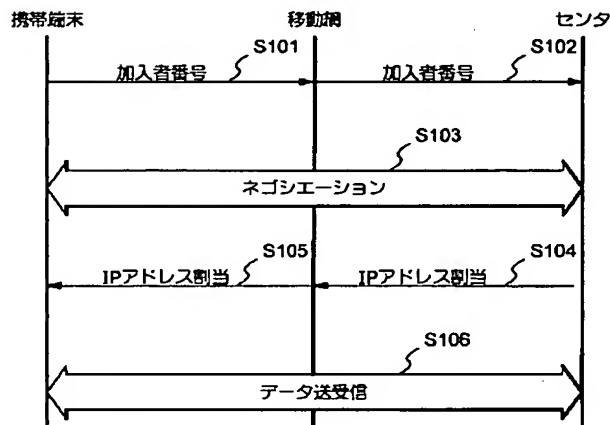 携帯端末
移動網
センタ
S101
S102
加入者番号
加入者番号
S103
ネゴシエーション
S105
S104
IPアドレス割当
IPアドレス割当
S106
データ送受信